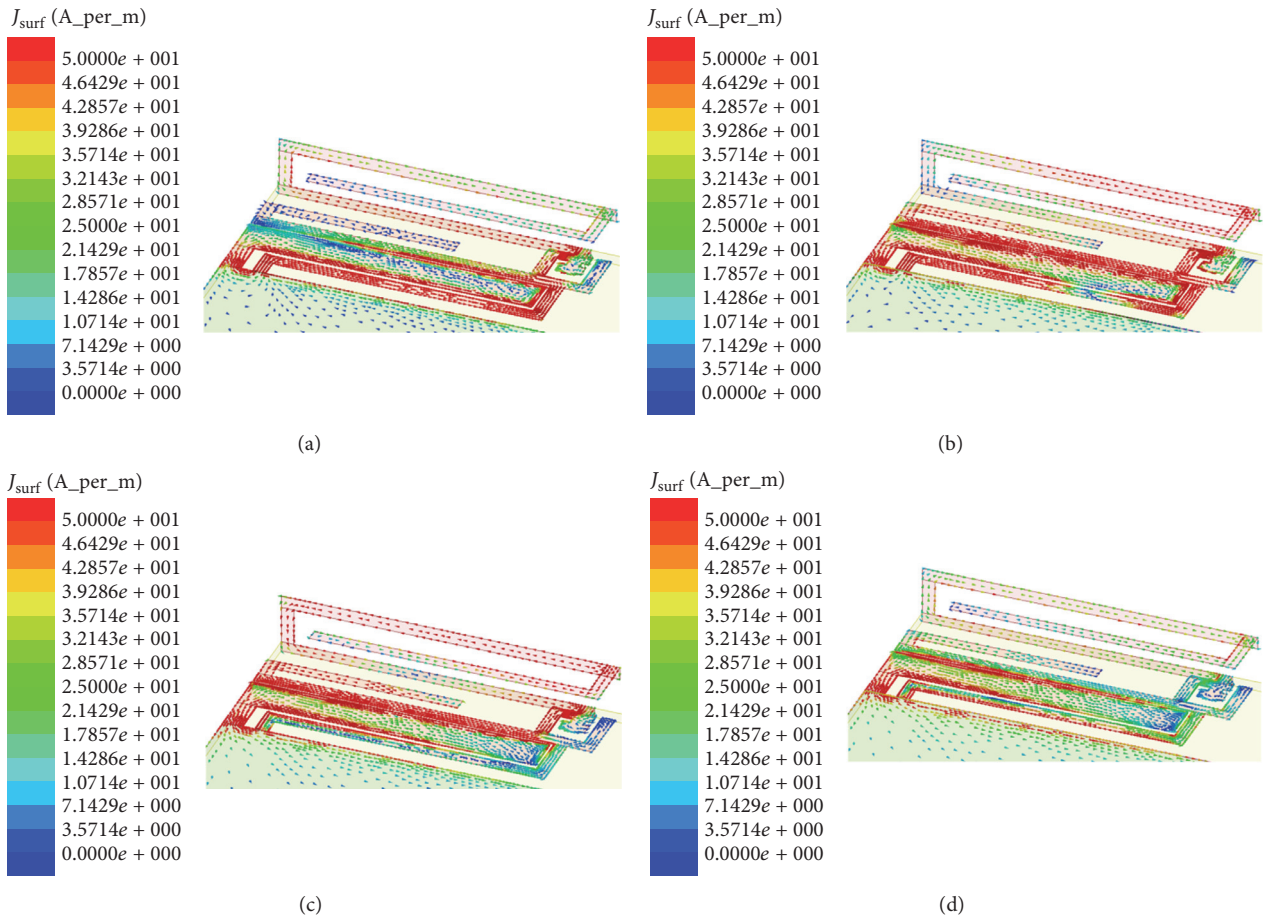 J_surf (A_per_m)
5.0000e + 001
4.6429e + 001
4.2857e + 001
3.9286e + 001
3.5714e + 001
3.2143e + 001
2.8571e + 001
2.5000e + 001
2.1429e + 001
1.7857e + 001
1.4286e + 001
1.0714e + 001
7.1429e + 000
3.5714e + 000
0.0000e + 000
(a)
J_surf (A_per_m)
5.0000e + 001
4.6429e + 001
4.2857e + 001
3.9286e + 001
3.5714e + 001
3.2143e + 001
2.8571e + 001
2.5000e + 001
2.1429e + 001
1.7857e + 001
1.4286e + 001
1.0714e + 001
7.1429e + 000
3.5714e + 000
0.0000e + 000
(b)
J_surf (A_per_m)
5.0000e + 001
4.6429e + 001
4.2857e + 001
3.9286e + 001
3.5714e + 001
3.2143e + 001
2.8571e + 001
2.5000e + 001
2.1429e + 001
1.7857e + 001
1.4286e + 001
1.0714e + 001
7.1429e + 000
3.5714e + 000
0.0000e + 000
(c)
J_surf (A_per_m)
5.0000e + 001
4.6429e + 001
4.2857e + 001
3.9286e + 001
3.5714e + 001
3.2143e + 001
2.8571e + 001
2.5000e + 001
2.1429e + 001
1.7857e + 001
1.4286e + 001
1.0714e + 001
7.1429e + 000
3.5714e + 000
0.0000e + 000
(d)